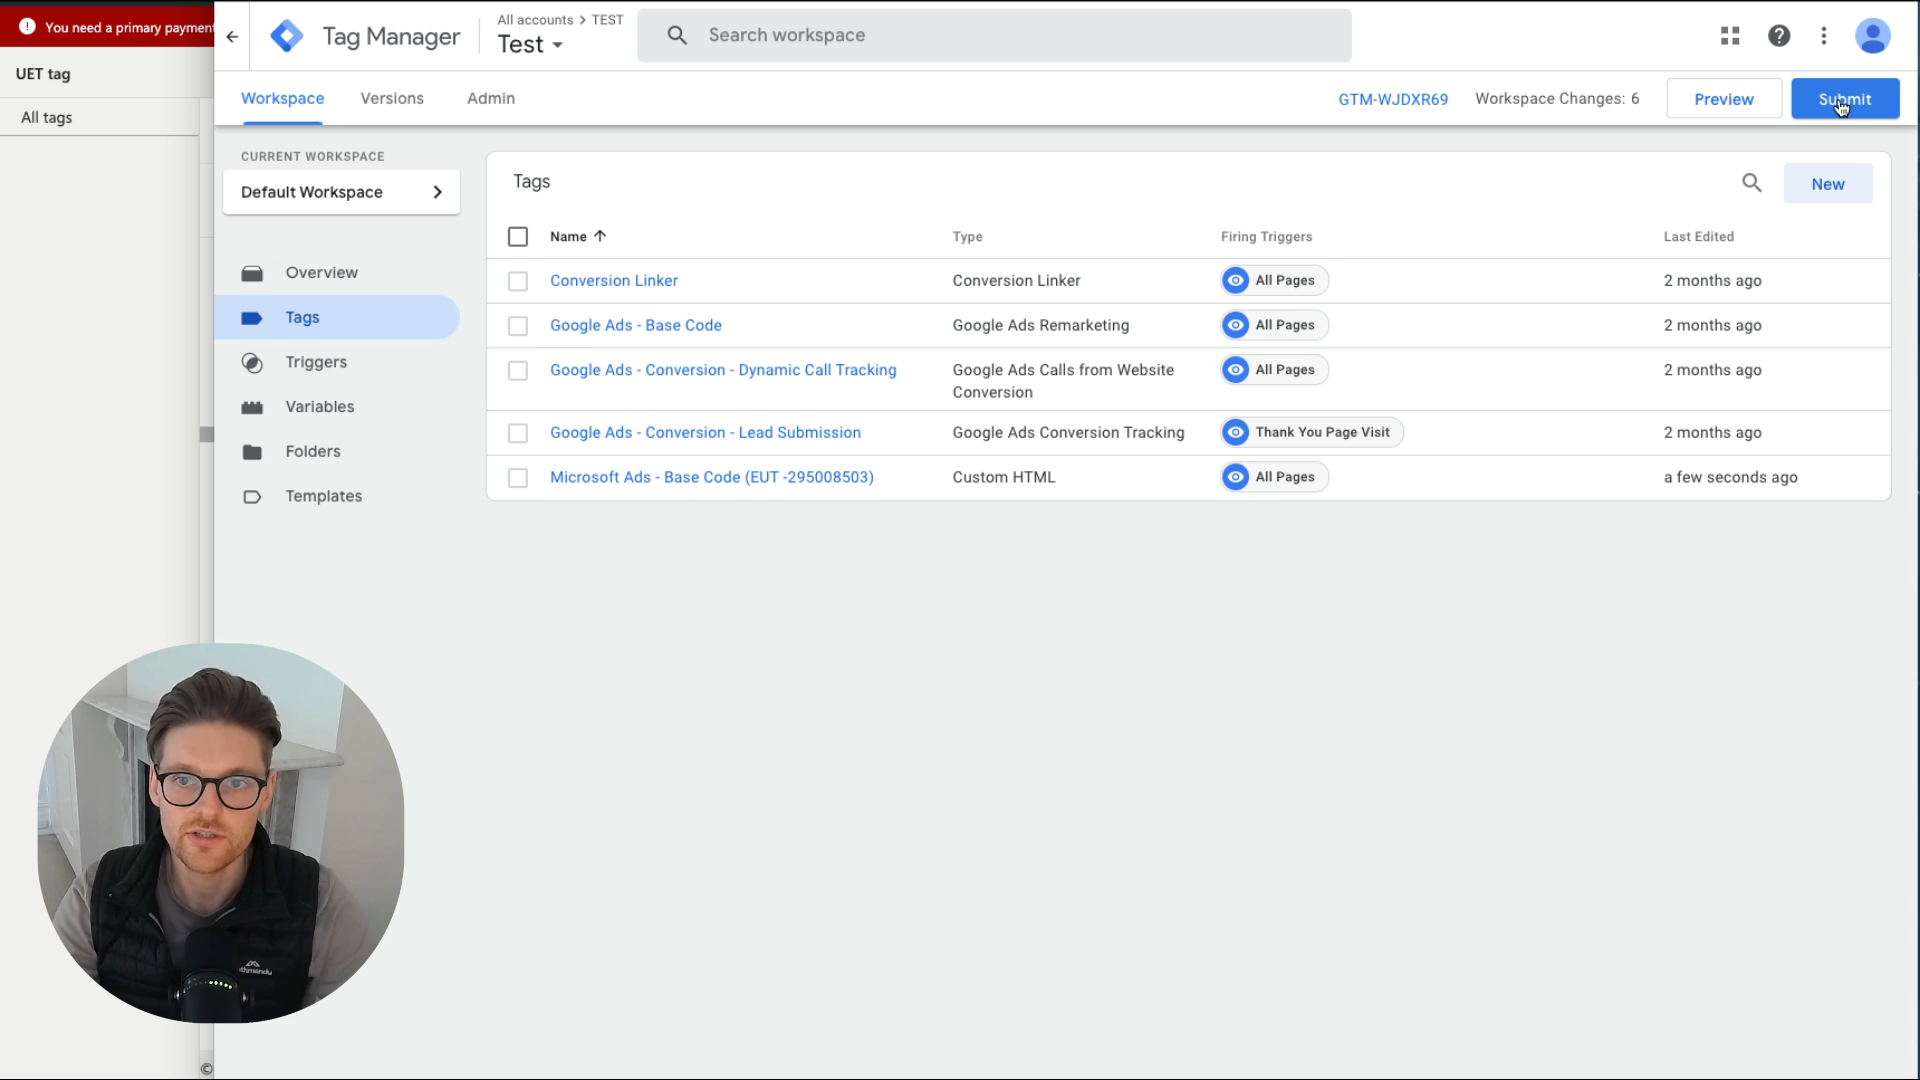 You need a primary payment
UET tag
All tags
Tag Manager
All accounts > TEST
Test
Search workspace
Workspace
Versions
Admin
GTM-WJDXR69
Workspace Changes: 6
Preview
Submit
CURRENT WORKSPACE
Default Workspace
Overview
Tags
Triggers
Variables
Folders
Templates
Tags
New
Name
Type
Firing Triggers
Last Edited
Conversion Linker
Conversion Linker
All Pages
2 months ago
Google Ads - Base Code
Google Ads Remarketing
All Pages
2 months ago
Google Ads - Conversion - Dynamic Call Tracking
Google Ads Calls from Website
Conversion
All Pages
2 months ago
Google Ads - Conversion - Lead Submission
Google Ads Conversion Tracking
Thank You Page Visit
2 months ago
Microsoft Ads - Base Code (EUT -295008503)
Custom HTML
All Pages
a few seconds ago
©